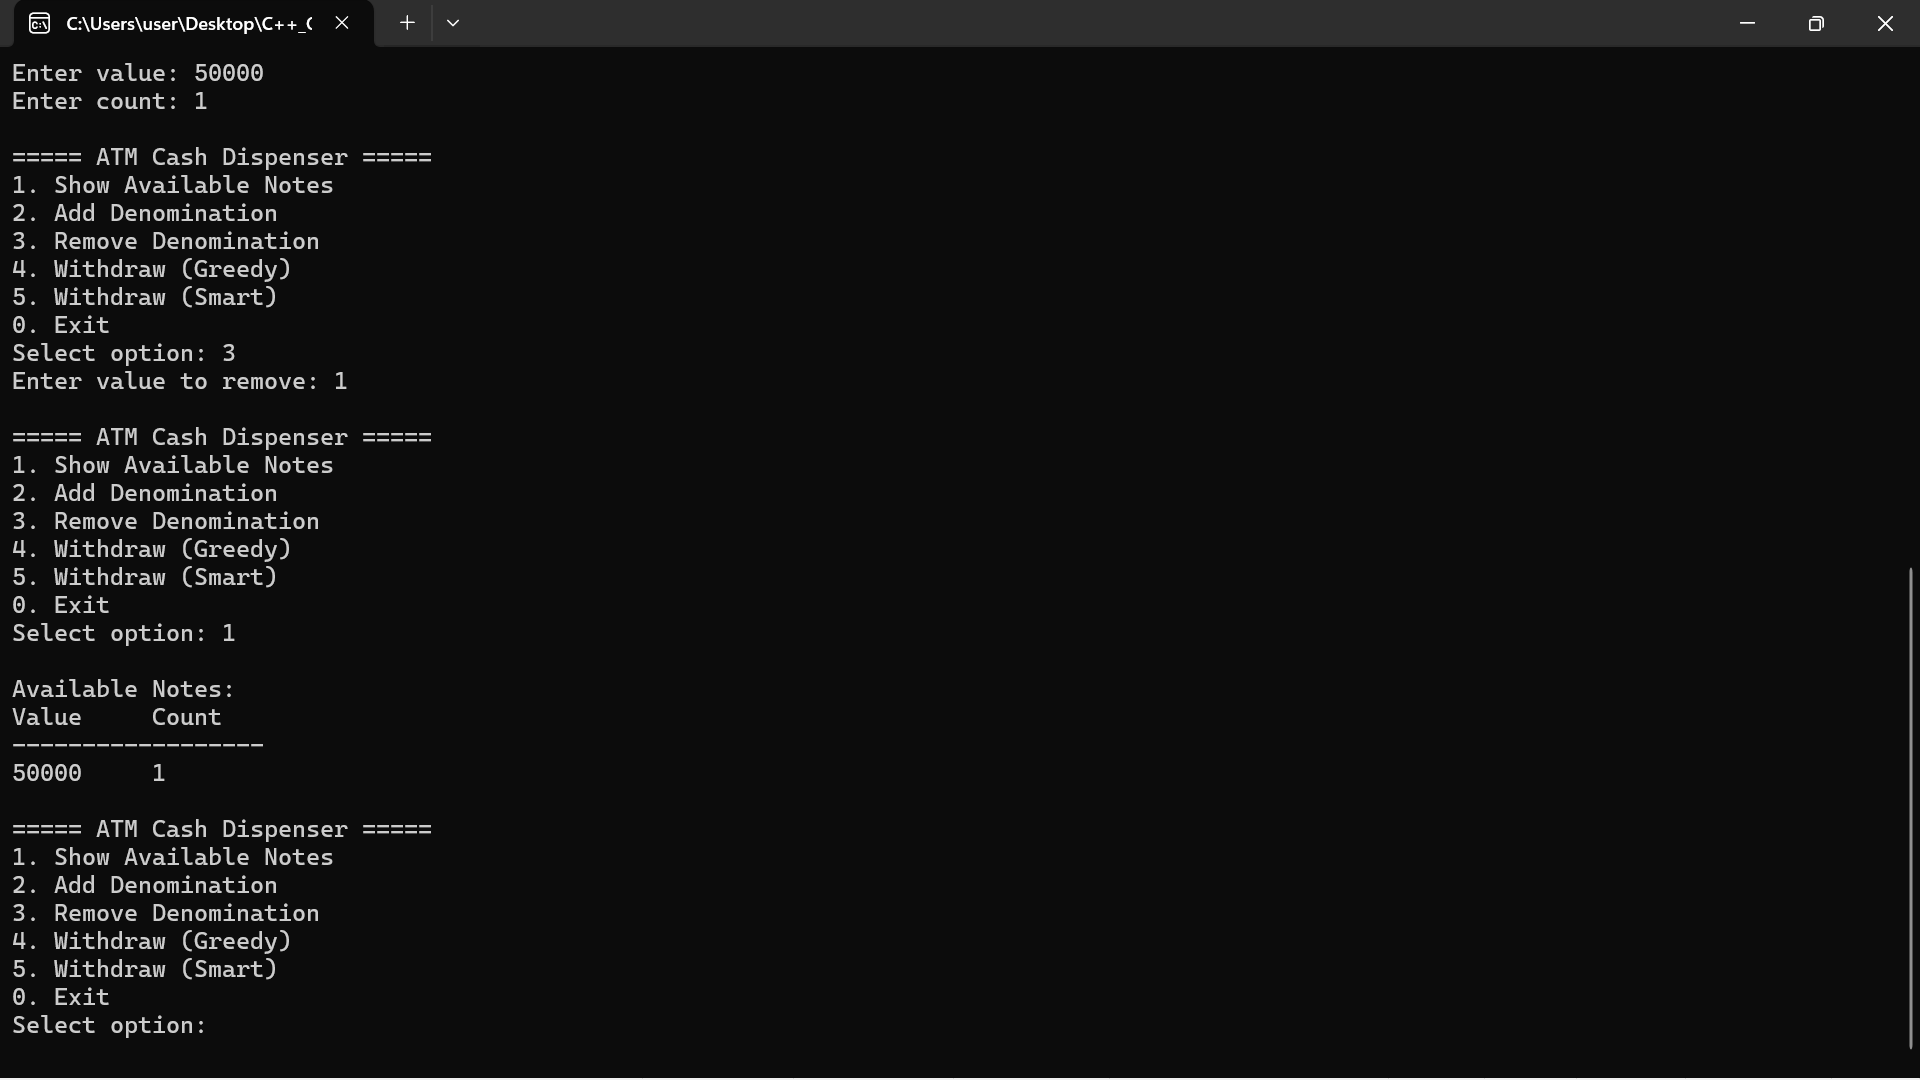 C:\Users\user\Desktop\C++_
Enter value: 50000
Enter count: 1
===== ATM Cash Dispenser =====
1. Show Available Notes
2. Add Denomination
3. Remove Denomination
4. Withdraw (Greedy)
5. Withdraw (Smart)
0. Exit
Select option: 3
Enter value to remove: 1
===== ATM Cash Dispenser =====
1. Show Available Notes
2. Add Denomination
3. Remove Denomination
4. Withdraw (Greedy)
5. Withdraw (Smart)
0. Exit
Select option: 1
Available Notes:
Value     Count
------------------
50000     1
===== ATM Cash Dispenser =====
1. Show Available Notes
2. Add Denomination
3. Remove Denomination
4. Withdraw (Greedy)
5. Withdraw (Smart)
0. Exit
Select option: